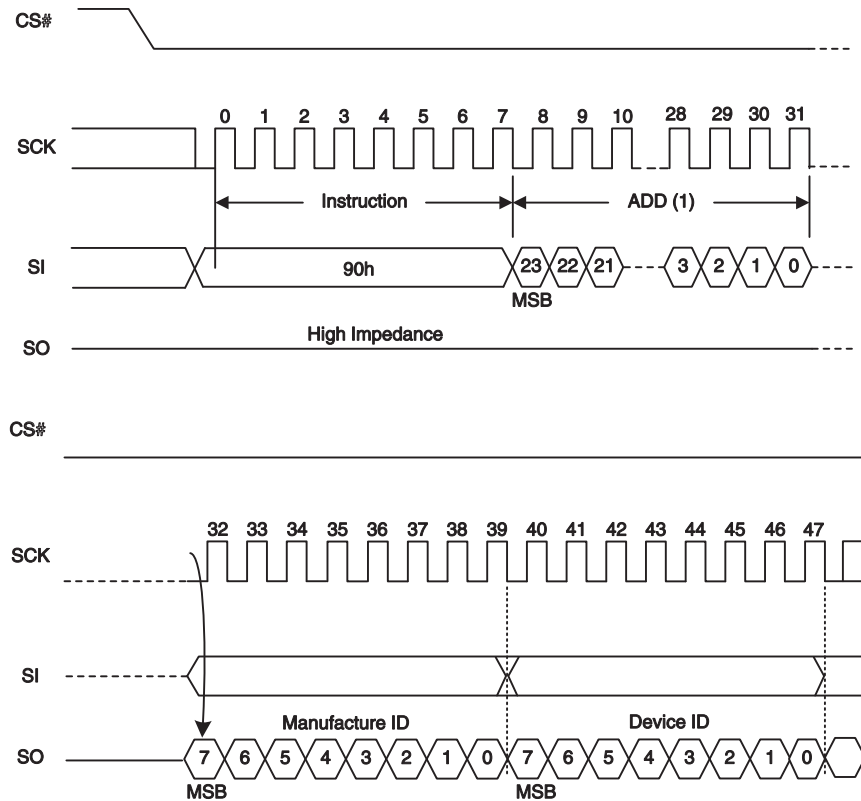 CS#
0 1 2 3 4 5 6 7 8 9 10 28 29 30 31
SCK
Instruction ADD (1)
SI 90h 23 22 21 3 2 1 0
MSB
High Impedance
SO
CS#
32 33 34 35 36 37 38 39 40 41 42 43 44 45 46 47
SCK
SI
Manufacture ID Device ID
SO 7 6 5 4 3 2 1 0 7 6 5 4 3 2 1 0
MSB MSB